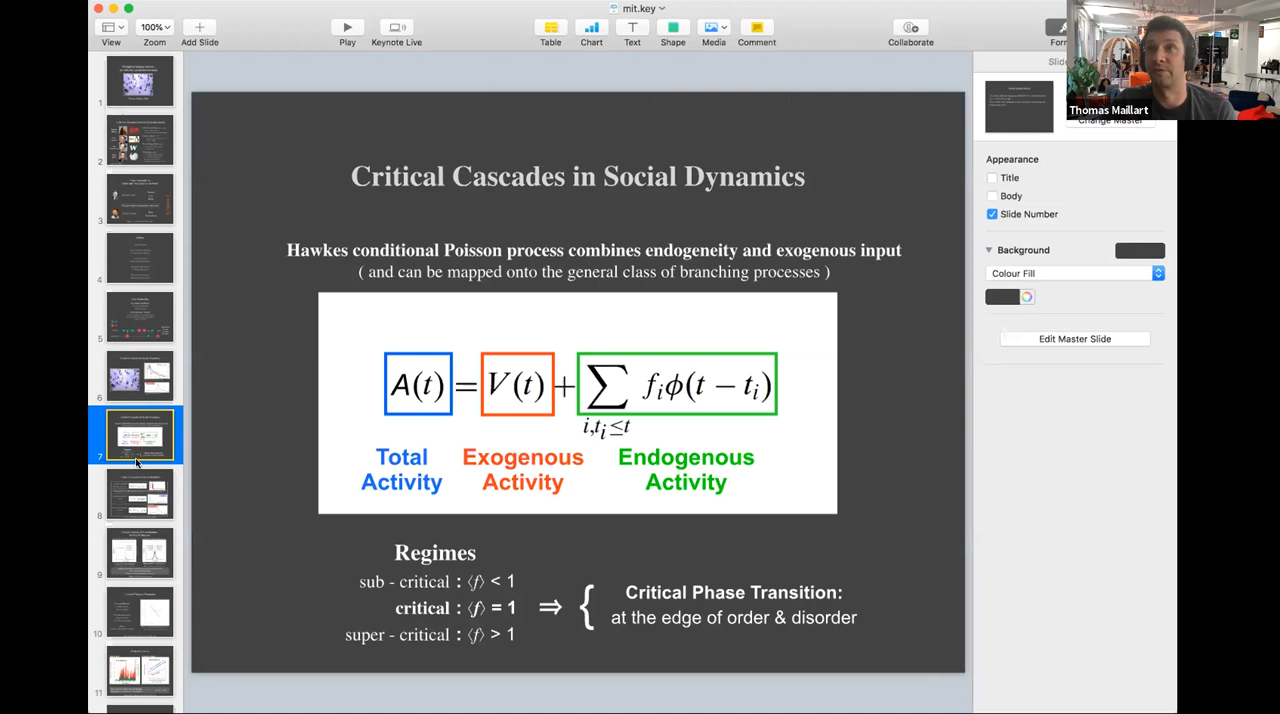 mit.key
View
100%
Zoom
Add Slide
Play
Keynote Live
Table
Chart
Text
Shape
Media
Comment
Collaborate
Thomas Maillart
Change Master
Appearance
Title
Body
Slide Number
Background
Colour Fill
Edit Master Slide
1
2
3
4
5
6
7
8
9
10
11
Critical Cascades in Social Dynamics
Hawkes conditional Poisson process combines endogeneity and exogenous input
( and can be mapped onto the general class of branching processes )
A(t) = V(t) + ∑ fᵢϕ(t − tᵢ)
i,tᵢ≤t
Total Activity
Exogenous Activity
Endogenous Activity
Regimes
sub - critical : ⟨f⟩ < 1
critical : ⟨f⟩ = 1 ⇒ {
super - critical : ⟨f⟩ > 1
Critical Phase Transition:
at the edge of order & disorder